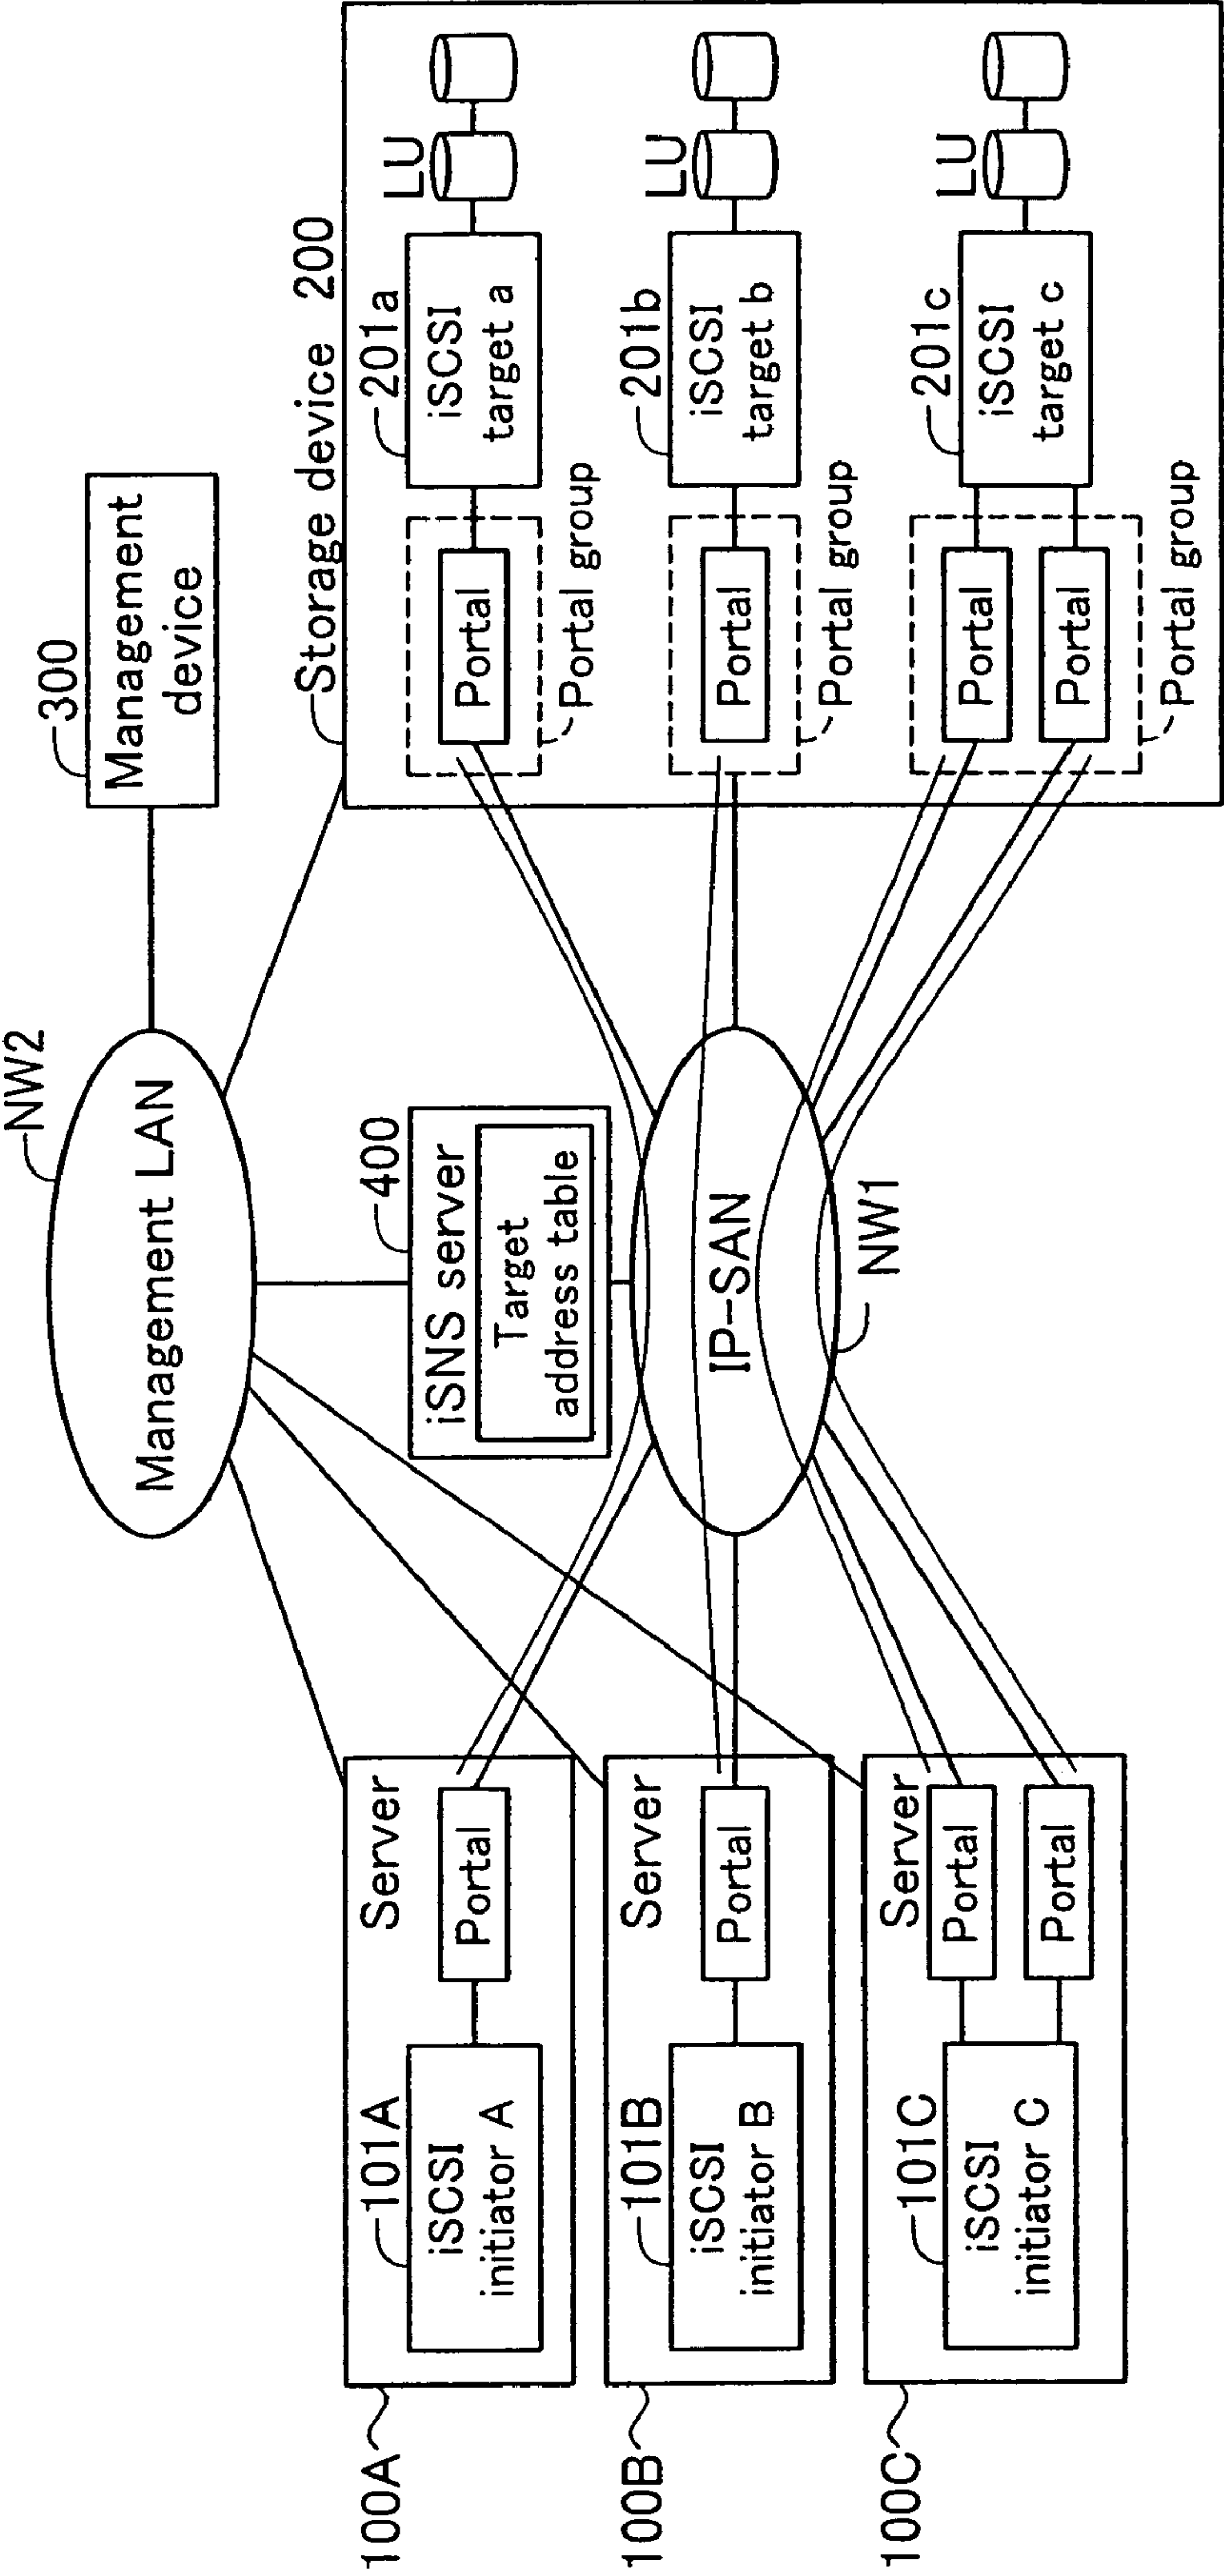 NW2
Management LAN
300
Management
device
400
iSNS server
Target
address table
IP-SAN
NW1
100A
Server
101A
iSCSI
initiator A
Portal
100B
Server
101B
iSCSI
initiator B
Portal
100C
Server
101C
iSCSI
initiator C
Portal
Portal
Storage device 200
Portal
Portal group
201a
iSCSI
target a
LU
Portal
Portal group
201b
iSCSI
target b
LU
Portal
Portal
Portal group
201c
iSCSI
target c
LU